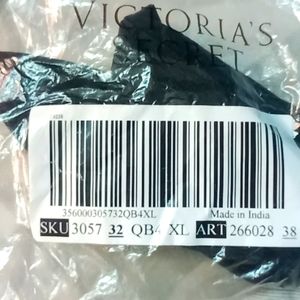 VICTORIA'S
SECRET
356000305732QB4XL
Made in India
SKU 3057 32 QB4 XL ART 266028 38